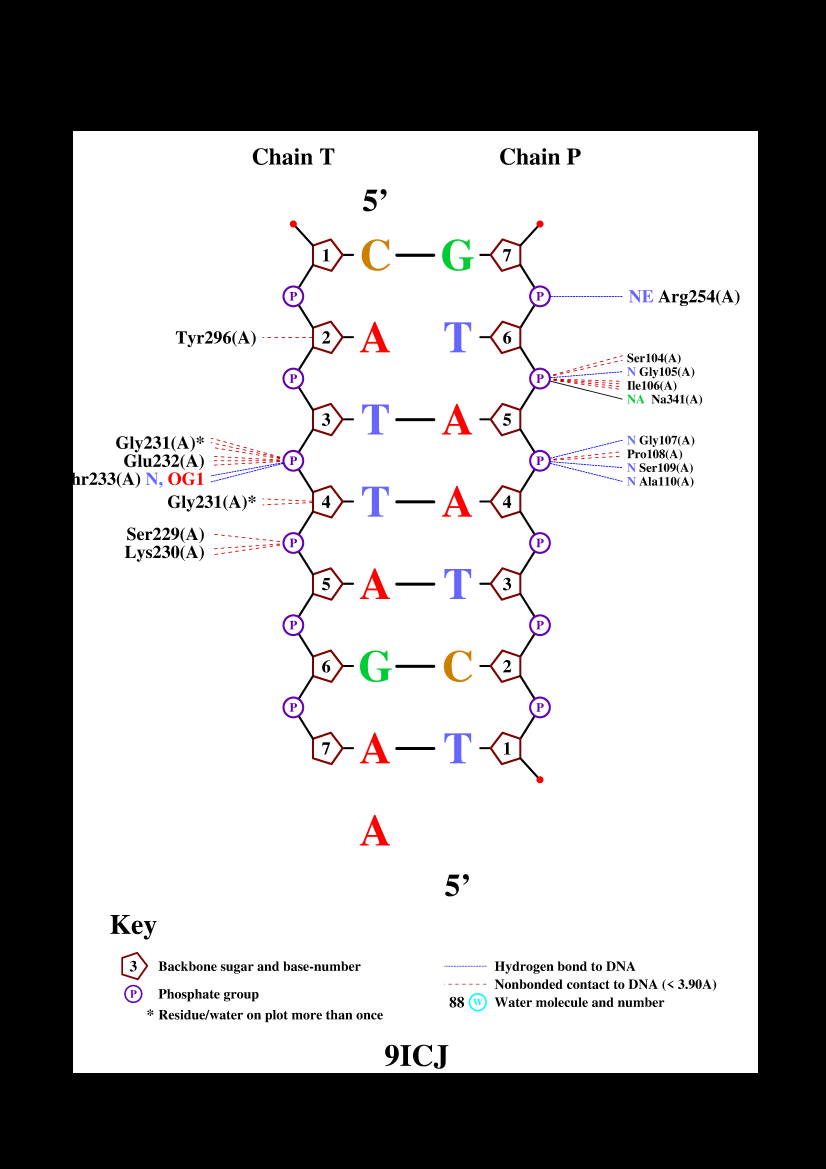 Chain T Chain P
5’
1 C G 7
P P NE Arg254(A)
Tyr296(A) 2 A T 6
Ser104(A)
P P N Gly105(A)
Ile106(A)
NA Na341(A)
3 T A 5
Gly231(A)* N Gly107(A)
Glu232(A) P P Pro108(A)
hr233(A) N, OG1 N Ser109(A)
N Ala110(A)
Gly231(A)* 4 T A 4
Ser229(A)
P P
Lys230(A)
5 A T 3
P P
6 G C 2
P P
7 A T 1
A
5’
Key
3 Backbone sugar and base-number Hydrogen bond to DNA
Nonbonded contact to DNA (< 3.90A)
P Phosphate group 88 W Water molecule and number
* Residue/water on plot more than once
9ICJ